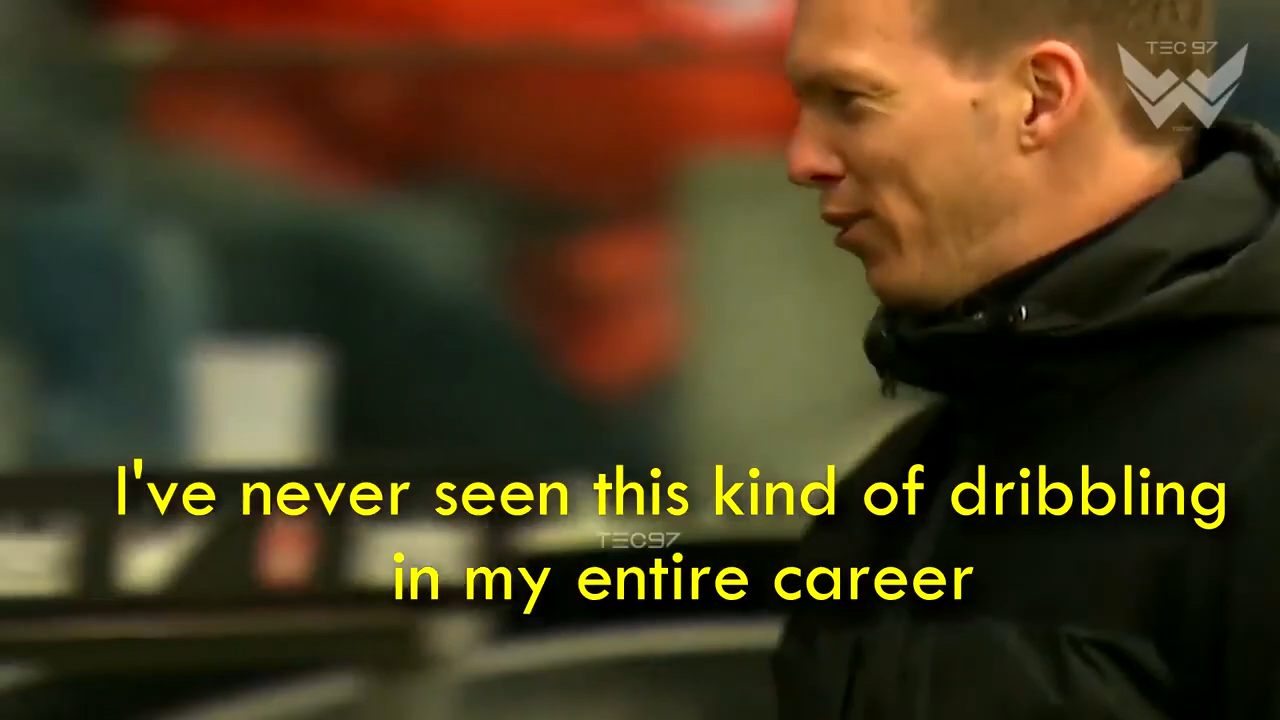 TEC 97
I've never seen this kind of dribbling
TEC97
in my entire career